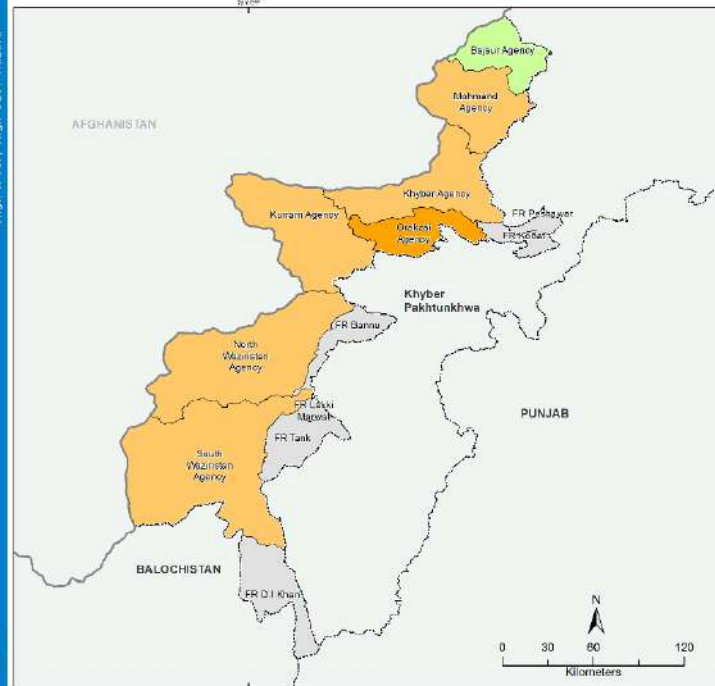 Bajaur Agency
Mohmand
Agency
AFGHANISTAN
Khyber Agency
Kurram Agency
FR Peshawar
Orakzai
Agency
FR Kohat
Khyber
Pakhtunkhwa
FR Bannu
North
Waziristan
Agency
FR Lakki
Marwat
PUNJAB
FR Tank
South
Waziristan
Agency
BALOCHISTAN
FR D.I Khan
N
0 30 60 120
Kilometers